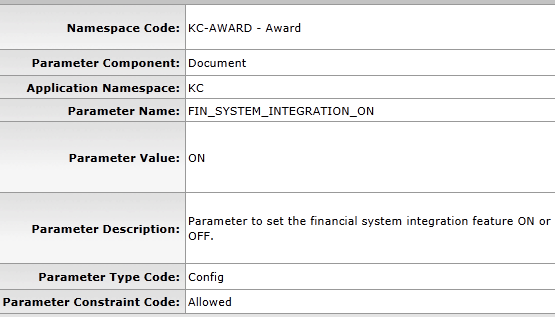 Namespace Code: KC-AWARD - Award
Parameter Component: Document
Application Namespace: KC
Parameter Name: FIN_SYSTEM_INTEGRATION_ON
Parameter Value: ON
Parameter Description: Parameter to set the financial system integration feature ON or
OFF.
Parameter Type Code: Config
Parameter Constraint Code: Allowed